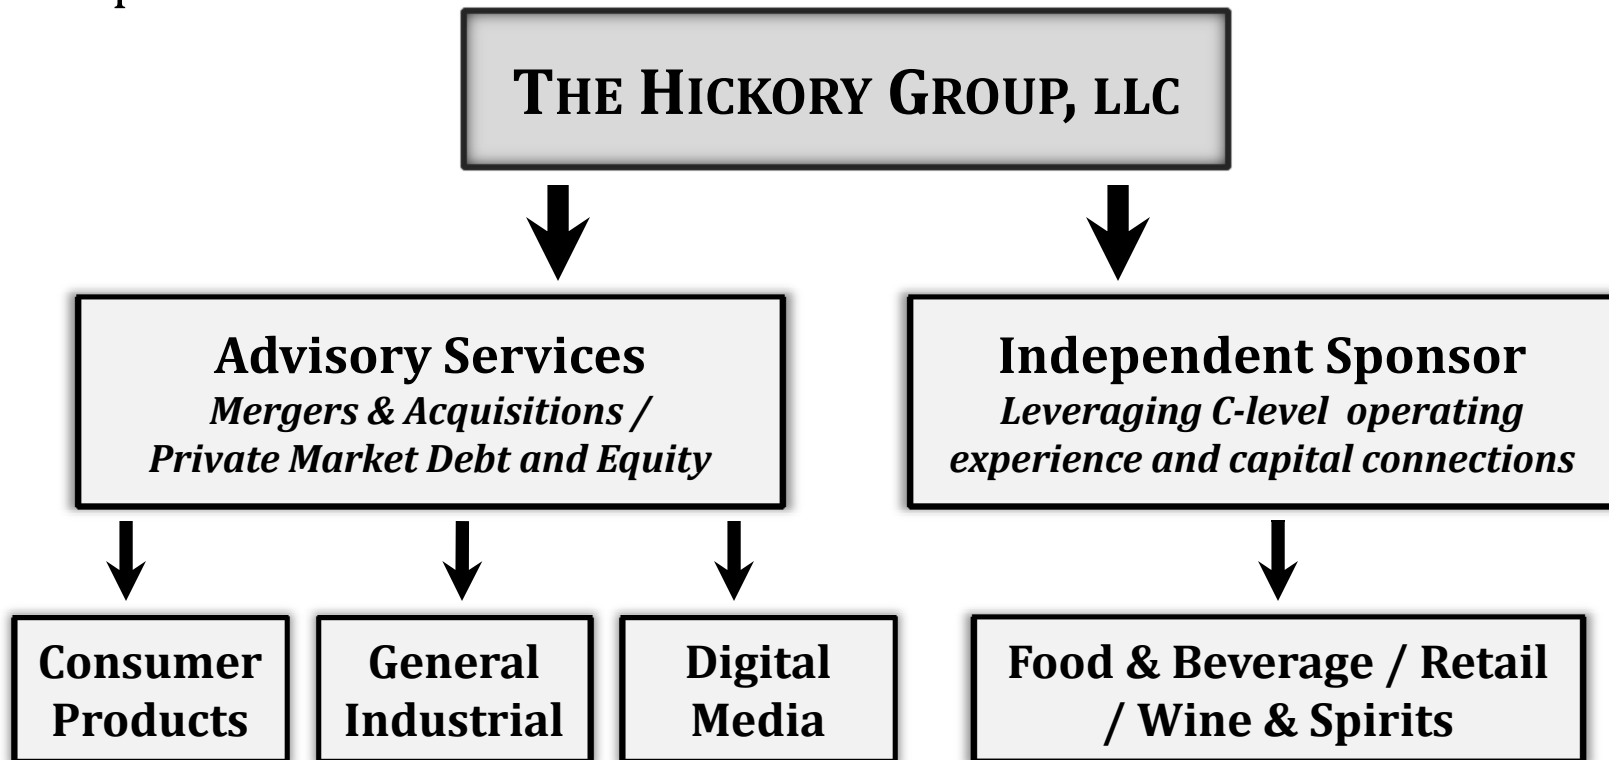 THE HICKORY GROUP, LLC
Advisory Services
Mergers & Acquisitions /
Private Market Debt and Equity
Independent Sponsor
Leveraging C-level operating
experience and capital connections
Consumer
Products
General
Industrial
Digital
Media
Food & Beverage / Retail
/ Wine & Spirits